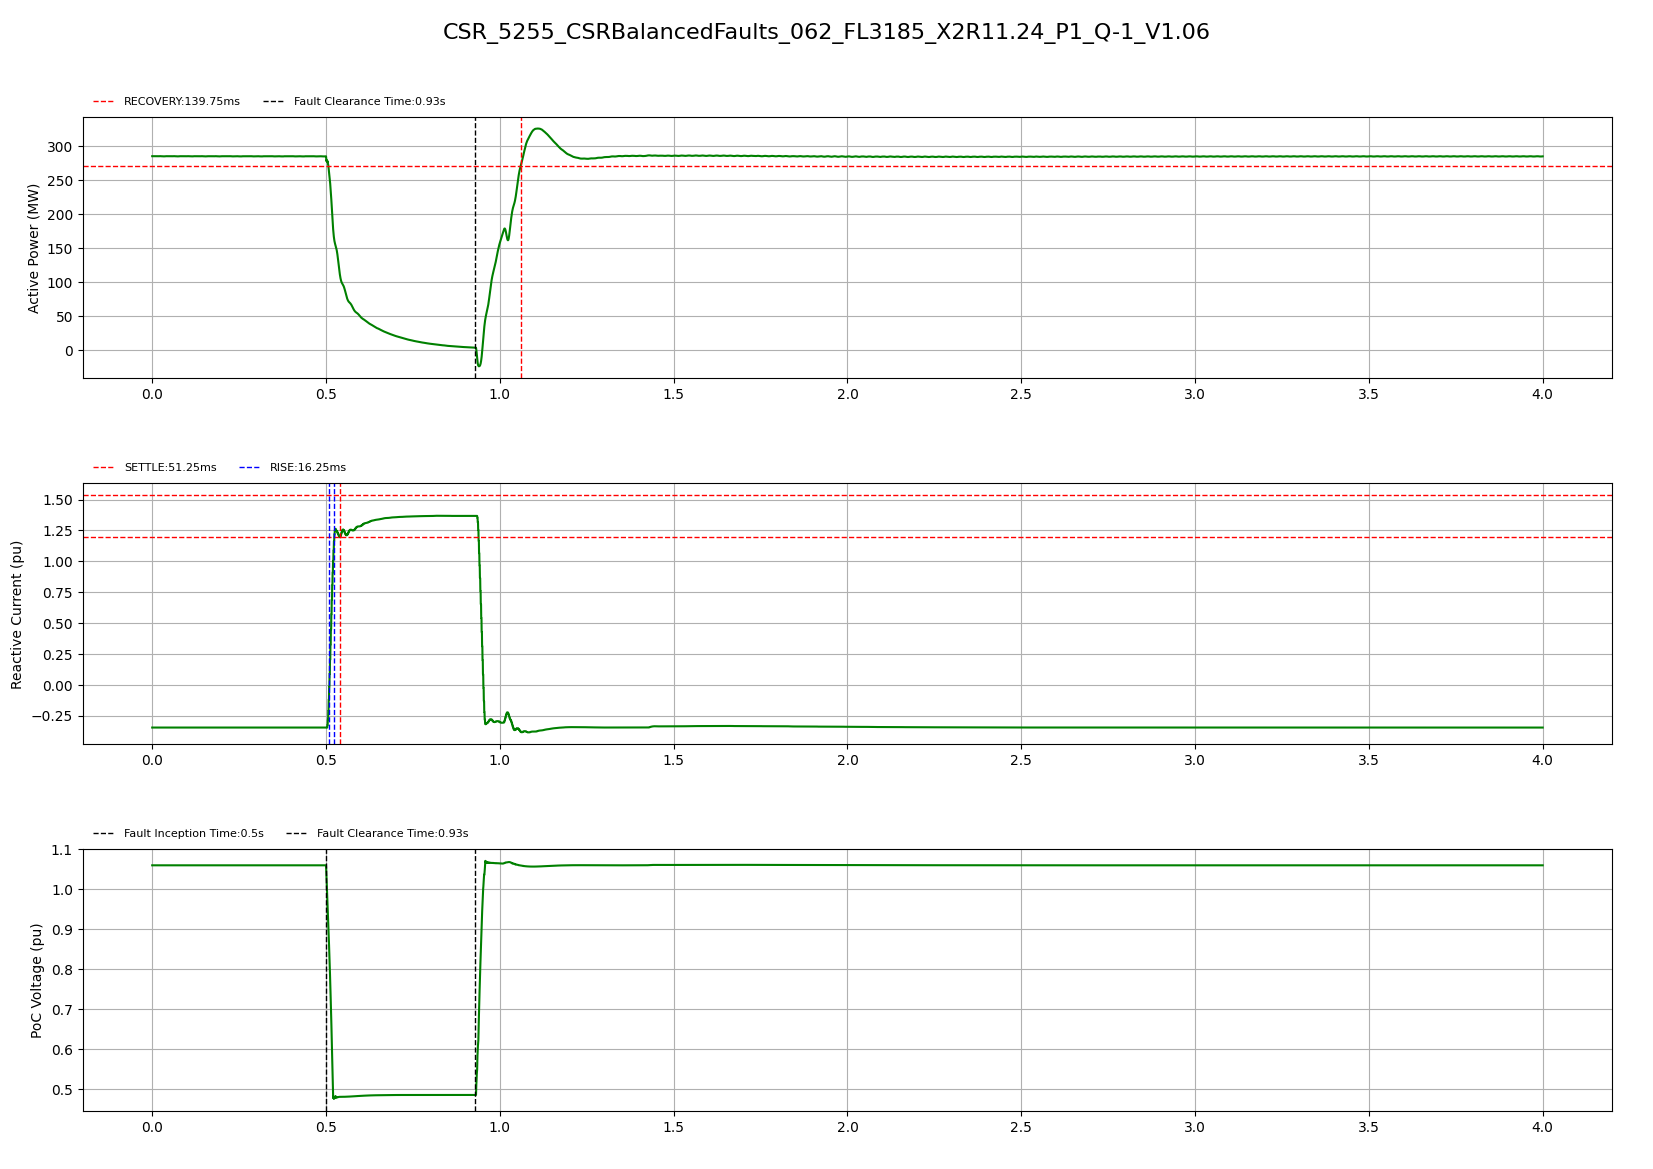 CSR_5255_CSRBalancedFaults_062_FL3185_X2R11.24_P1_Q-1_V1.06
RECOVERY:139.75ms Fault Clearance Time:0.93s
Active Power (MW)
300
250
200
150
100
50
0
0.0 0.5 1.0 1.5 2.0 2.5 3.0 3.5 4.0
SETTLE:51.25ms RISE:16.25ms
Reactive Current (pu)
1.50
1.25
1.00
0.75
0.50
0.25
0.00
−0.25
0.0 0.5 1.0 1.5 2.0 2.5 3.0 3.5 4.0
Fault Inception Time:0.5s Fault Clearance Time:0.93s
PoC Voltage (pu)
1.1
1.0
0.9
0.8
0.7
0.6
0.5
0.0 0.5 1.0 1.5 2.0 2.5 3.0 3.5 4.0